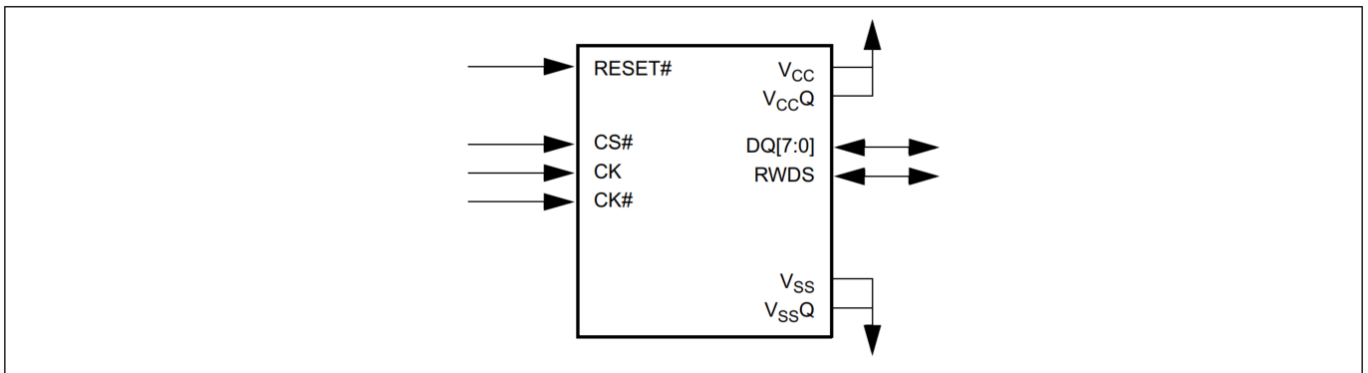 RESET#
CS#
CK
CK#
VCC
VCCQ
DQ[7:0]
RWDS
VSS
VSSQ